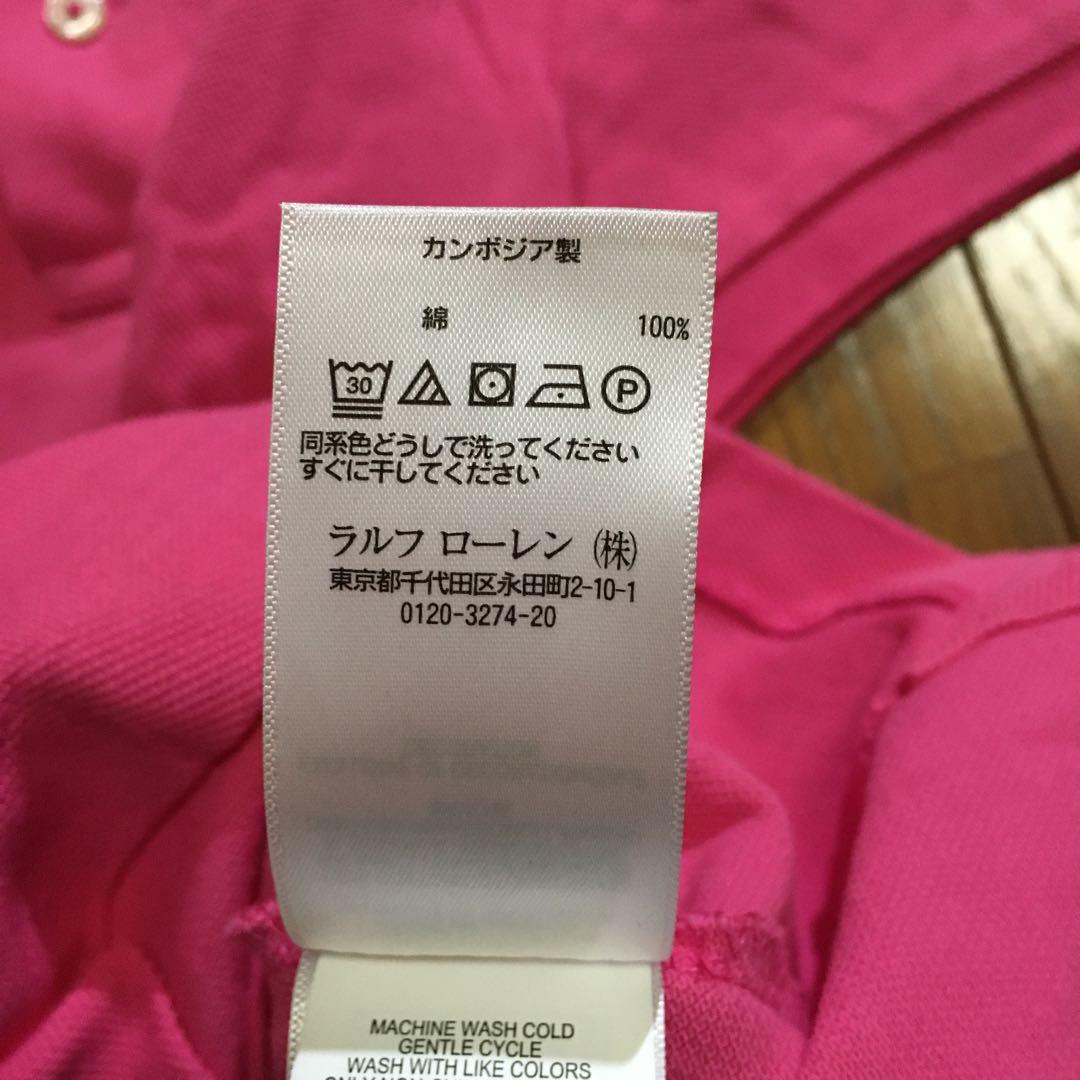 カンボジア製
綿 100%
30 P
同系色どうしで洗ってください
すぐに干してください
ラルフ ローレン (株)
東京都千代田区永田町2-10-1
0120-3274-20
MACHINE WASH COLD
GENTLE CYCLE
WASH WITH LIKE COLORS